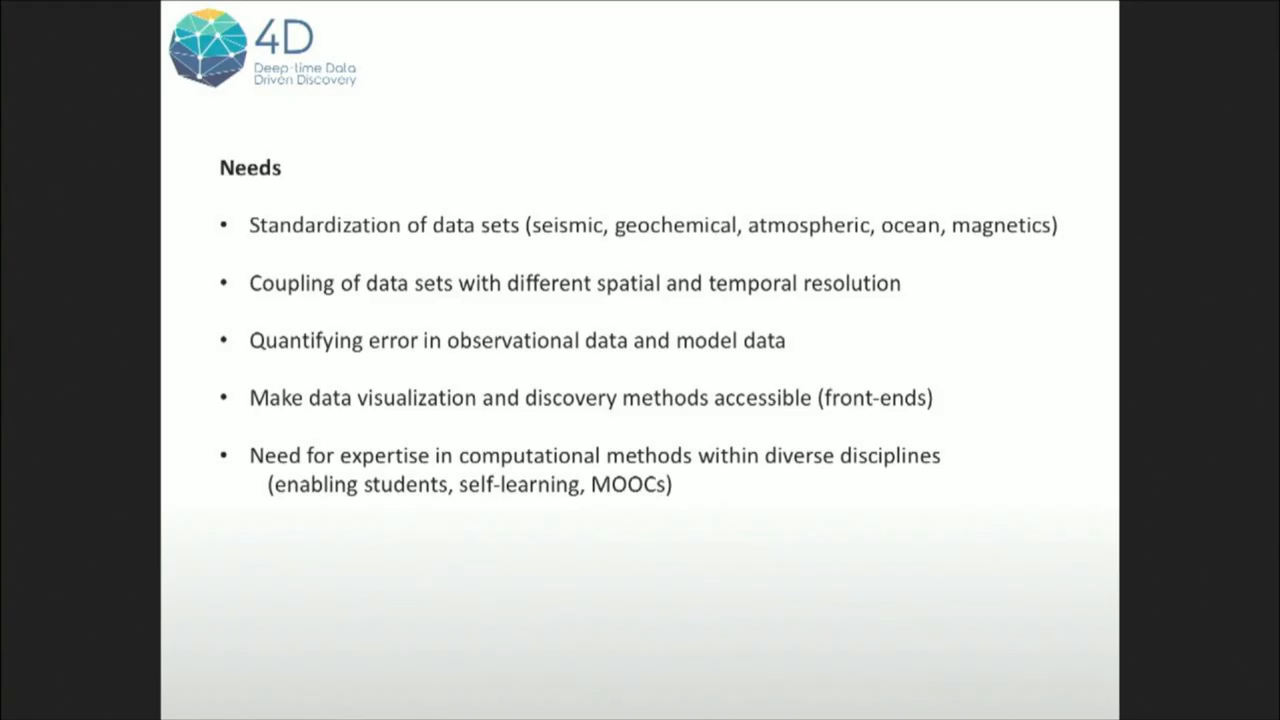 4D
Deep-time Data
Driven Discovery
Needs
• Standardization of data sets (seismic, geochemical, atmospheric, ocean, magnetics)
• Coupling of data sets with different spatial and temporal resolution
• Quantifying error in observational data and model data
• Make data visualization and discovery methods accessible (front-ends)
• Need for expertise in computational methods within diverse disciplines
(enabling students, self-learning, MOOCs)